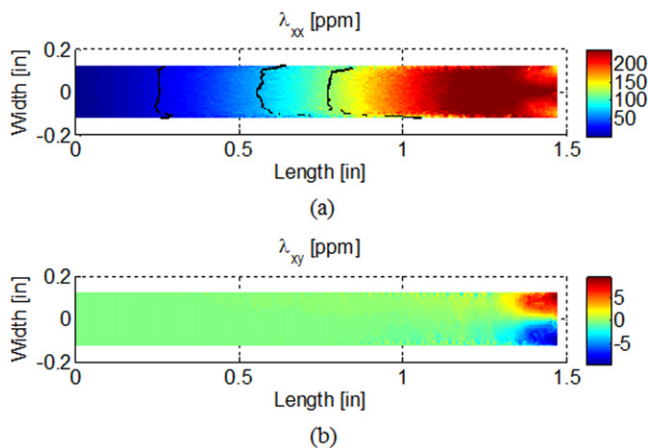 λxx [ppm]
Width [in]
0.2
0
-0.2
0
0.5
1
1.5
Length [in]
200
150
100
50
(a)
λxy [ppm]
Width [in]
0.2
0
-0.2
0
0.5
1
1.5
Length [in]
5
0
-5
(b)